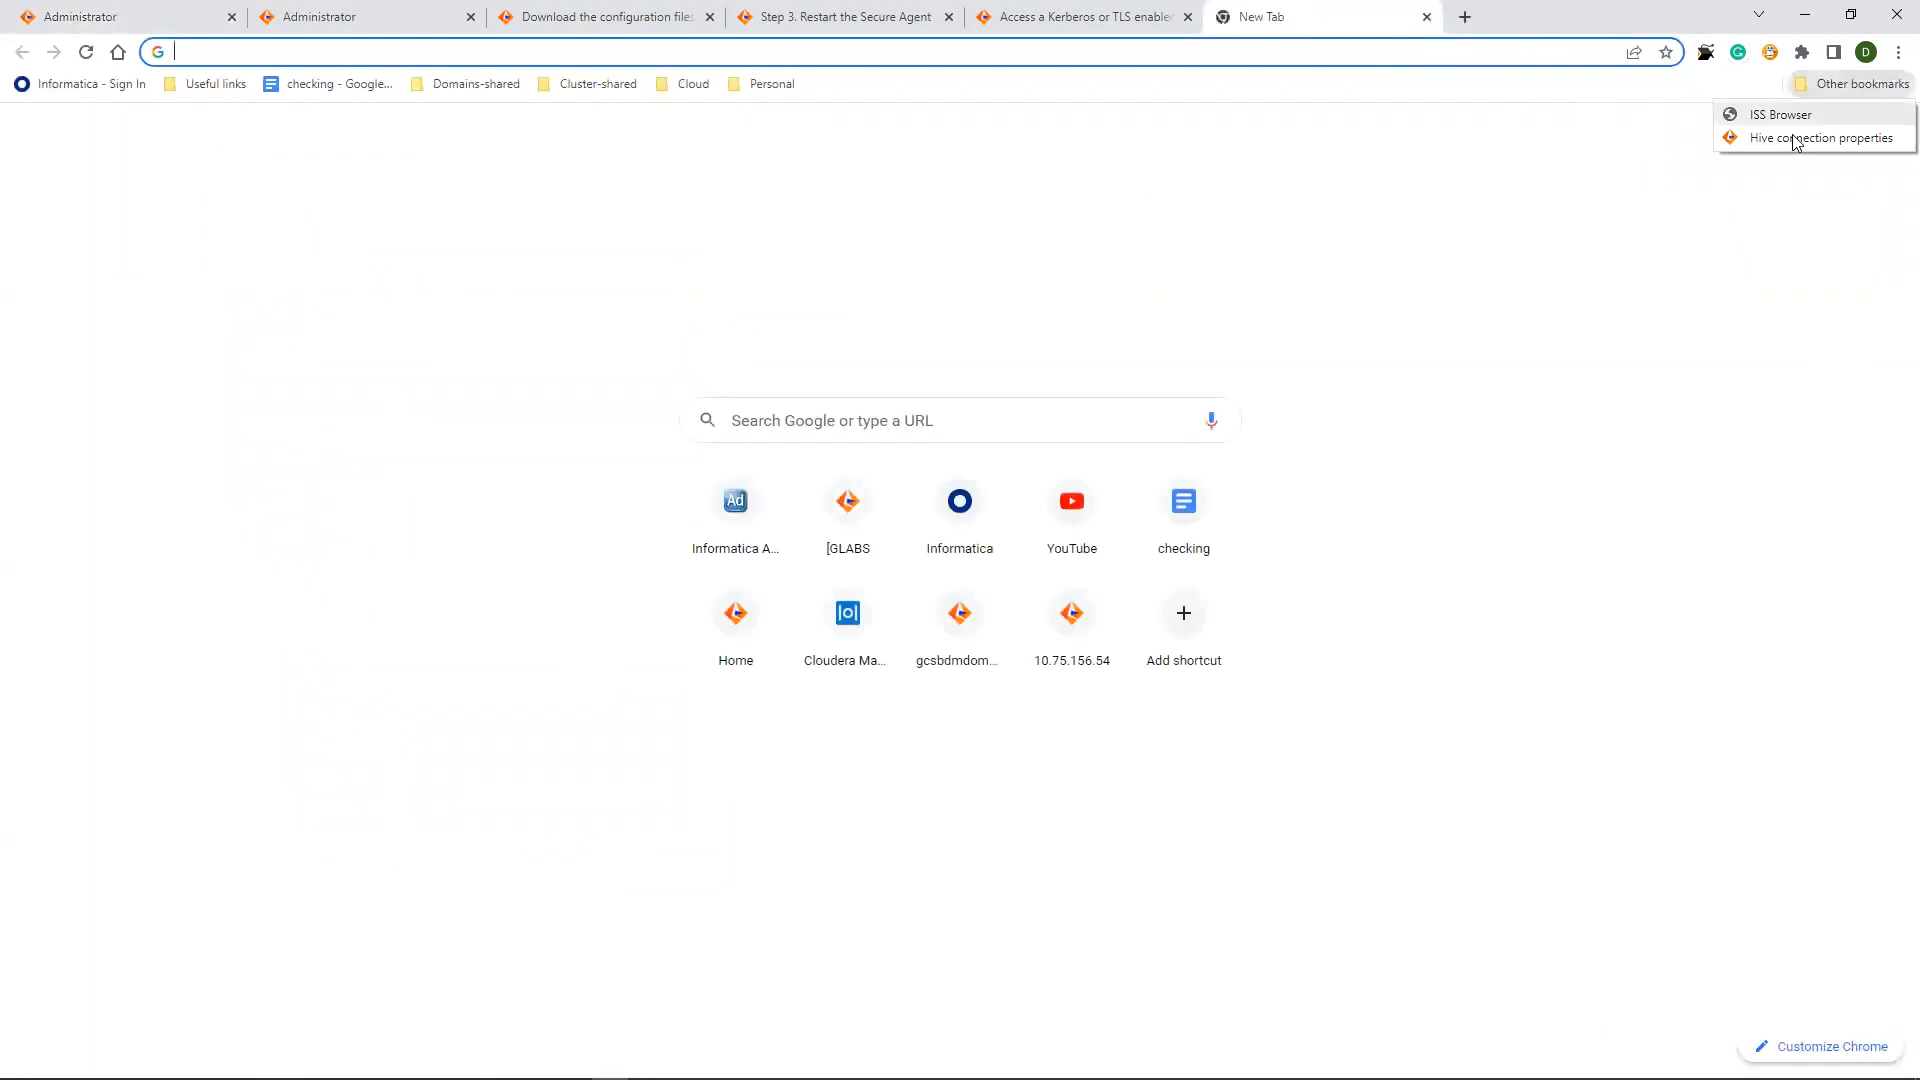 Administrator
Administrator
Download the configuration files
Step 3. Restart the Secure Agent
Access a Kerberos or TLS enable
New Tab
D
Informatica - Sign In
Useful links
checking - Google...
Domains-shared
Cluster-shared
Cloud
Personal
Other bookmarks
ISS Browser
Hive connection properties
Search Google or type a URL
Ad
Informatica A...
[GLABS
Informatica
YouTube
checking
Home
Cloudera Ma...
gcsbdmdom...
10.75.156.54
Add shortcut
Customize Chrome